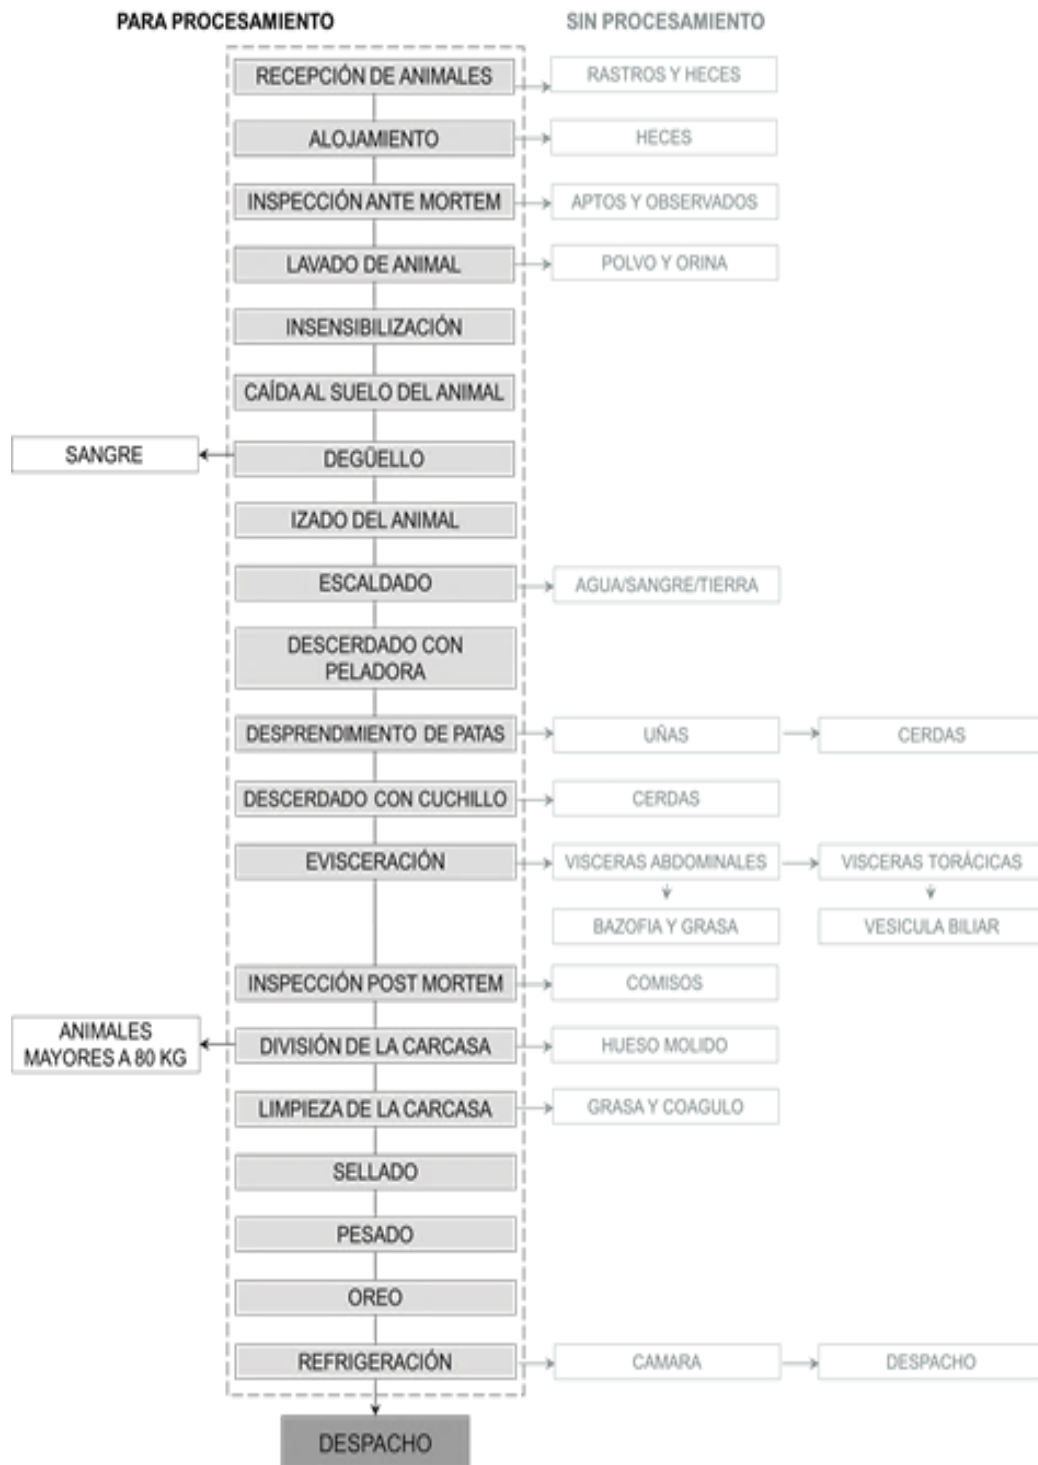 PARA PROCESAMIENTO
SIN PROCESAMIENTO
RECEPCIÓN DE ANIMALES
RASTROS Y HECES
ALOJAMIENTO
HECES
INSPECCIÓN ANTE MORTEM
APTOS Y OBSERVADOS
LAVADO DE ANIMAL
POLVO Y ORINA
INSENSIBILIZACIÓN
CAÍDA AL SUELO DEL ANIMAL
SANGRE
DEGÜELLO
IZADO DEL ANIMAL
ESCALDADO
AGUA/SANGRE/TIERRA
DESCERDADO CON
PELADORA
DESPRENDIMIENTO DE PATAS
UÑAS
CERDAS
DESCERDADO CON CUCHILLO
CERDAS
EVISCERACIÓN
VISCERAS ABDOMINALES
VISCERAS TORÁCICAS
BAZOFIA Y GRASA
VESICULA BILIAR
INSPECCIÓN POST MORTEM
COMISOS
ANIMALES
MAYORES A 80 KG
DIVISIÓN DE LA CARCASA
HUESO MOLIDO
LIMPIEZA DE LA CARCASA
GRASA Y COAGULO
SELLADO
PESADO
OREO
REFRIGERACIÓN
CAMARA
DESPACHO
DESPACHO